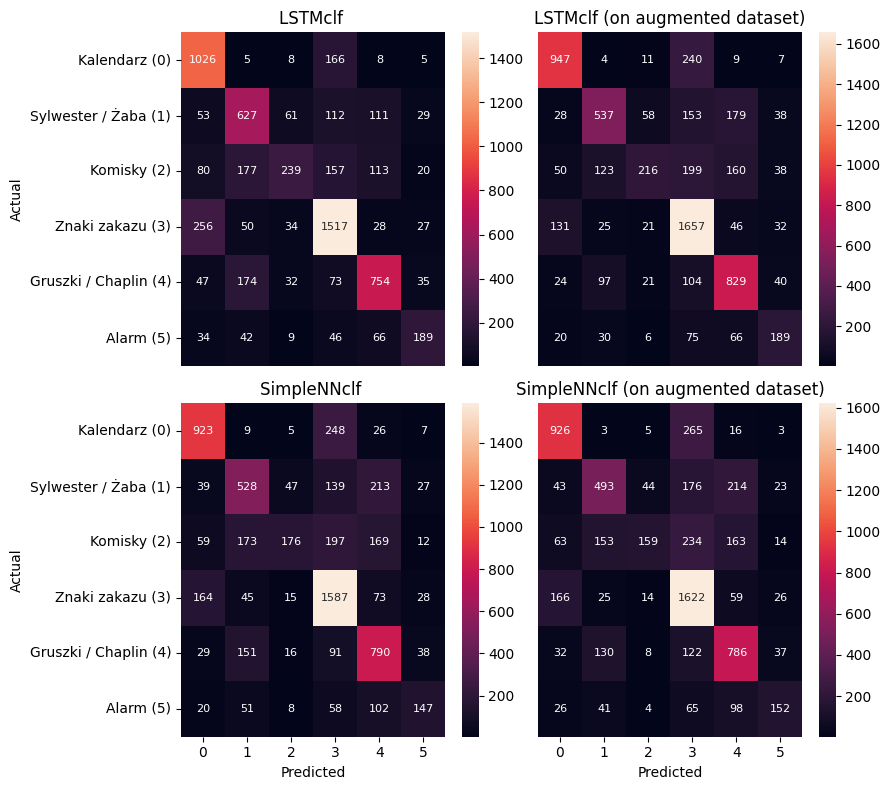 LSTMclf
LSTMclf (on augmented dataset)
Kalendarz (0) 1026 5 8 166 8 5
Sylwester / Żaba (1) 53 627 61 112 111 29
Komisky (2) 80 177 239 157 113 20
Znaki zakazu (3) 256 50 34 1517 28 27
Gruszki / Chaplin (4) 47 174 32 73 754 35
Alarm (5) 34 42 9 46 66 189
Actual
1400
1200
1000
800
600
400
200
947 4 11 240 9 7
28 537 58 153 179 38
50 123 216 199 160 38
131 25 21 1657 46 32
24 97 21 104 829 40
20 30 6 75 66 189
1600
1400
1200
1000
800
600
400
200
SimpleNNclf
SimpleNNclf (on augmented dataset)
Kalendarz (0) 923 9 5 248 26 7
Sylwester / Żaba (1) 39 528 47 139 213 27
Komisky (2) 59 173 176 197 169 12
Znaki zakazu (3) 164 45 15 1587 73 28
Gruszki / Chaplin (4) 29 151 16 91 790 38
Alarm (5) 20 51 8 58 102 147
Actual
0 1 2 3 4 5
Predicted
1400
1200
1000
800
600
400
200
926 3 5 265 16 3
43 493 44 176 214 23
63 153 159 234 163 14
166 25 14 1622 59 26
32 130 8 122 786 37
26 41 4 65 98 152
0 1 2 3 4 5
Predicted
1600
1400
1200
1000
800
600
400
200